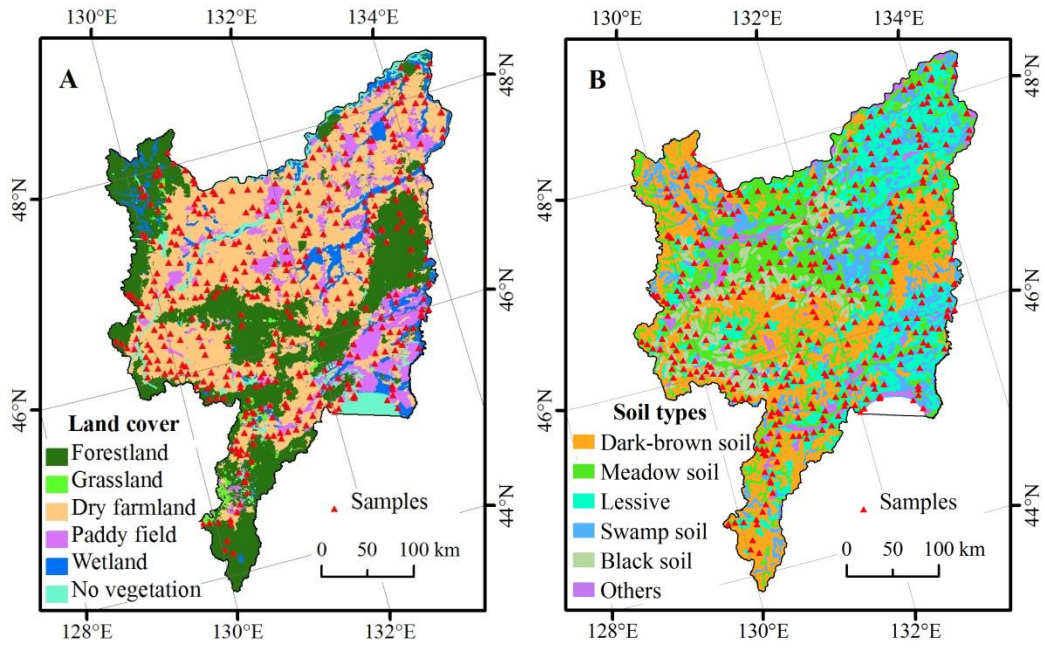 130°E 132°E 134°E
A
48°N
48°N
46°N
46°N
44°N
Land cover
Forestland
Grassland
Dry farmland
Paddy field
Wetland
No vegetation
Samples
0 50 100 km
128°E 130°E 132°E
130°E 132°E 134°E
B
48°N
48°N
46°N
46°N
44°N
Soil types
Dark-brown soil
Meadow soil
Lessive
Swamp soil
Black soil
Others
Samples
0 50 100 km
128°E 130°E 132°E